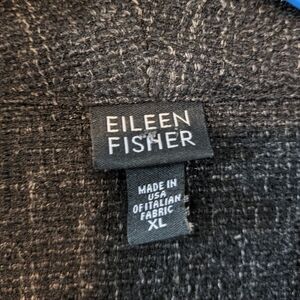 EILEEN
FISHER
MADE IN
USA
OF ITALIAN
FABRIC
XL